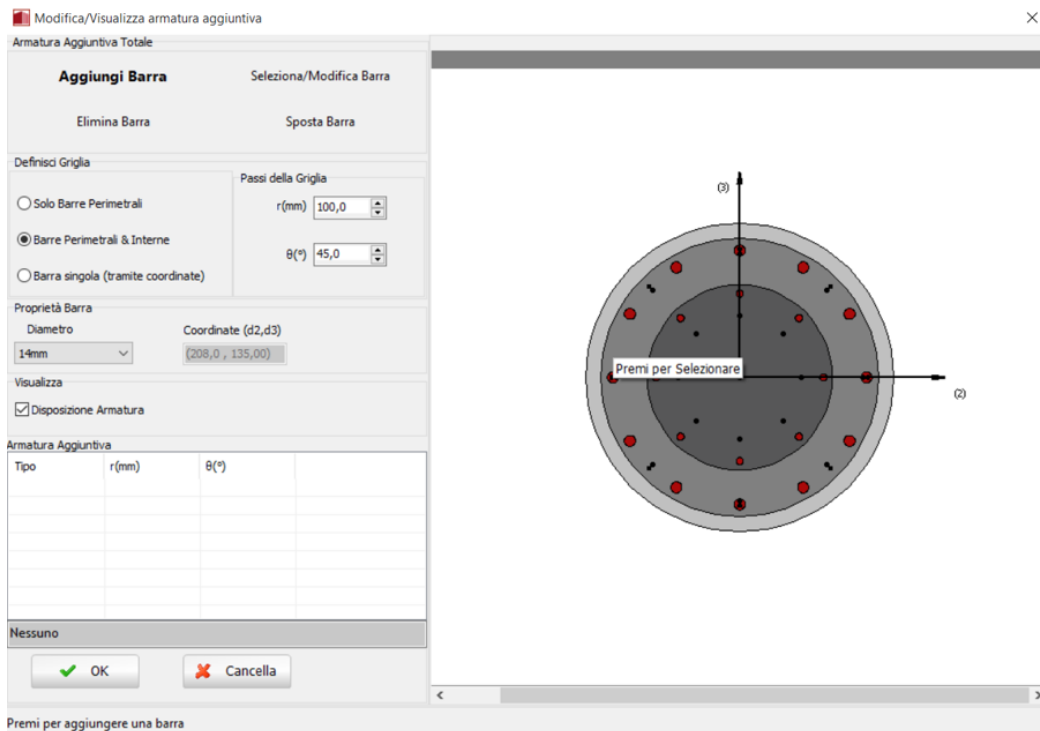 Modifica/Visualizza armatura aggiuntiva
Armatura Aggiuntiva Totale
Aggiungi Barra
Seleziona/Modifica Barra
Elimina Barra
Sposta Barra
Definisci Griglia
Solo Barre Perimetrali
Barre Perimetrali & Interne
Barra singola (tramite coordinate)
Passi della Griglia
r(mm) 100,0
θ(°) 45,0
Proprietà Barra
Diametro
14mm
Coordinate (d2,d3)
(208,0 , 135,00)
Visualizza
Disposizione Armatura
Armatura Aggiuntiva
Tipo r(mm) θ(°)
Nessuno
OK
Cancella
Premi per aggiungere una barra
(3)
Premi per Selezionare
(2)